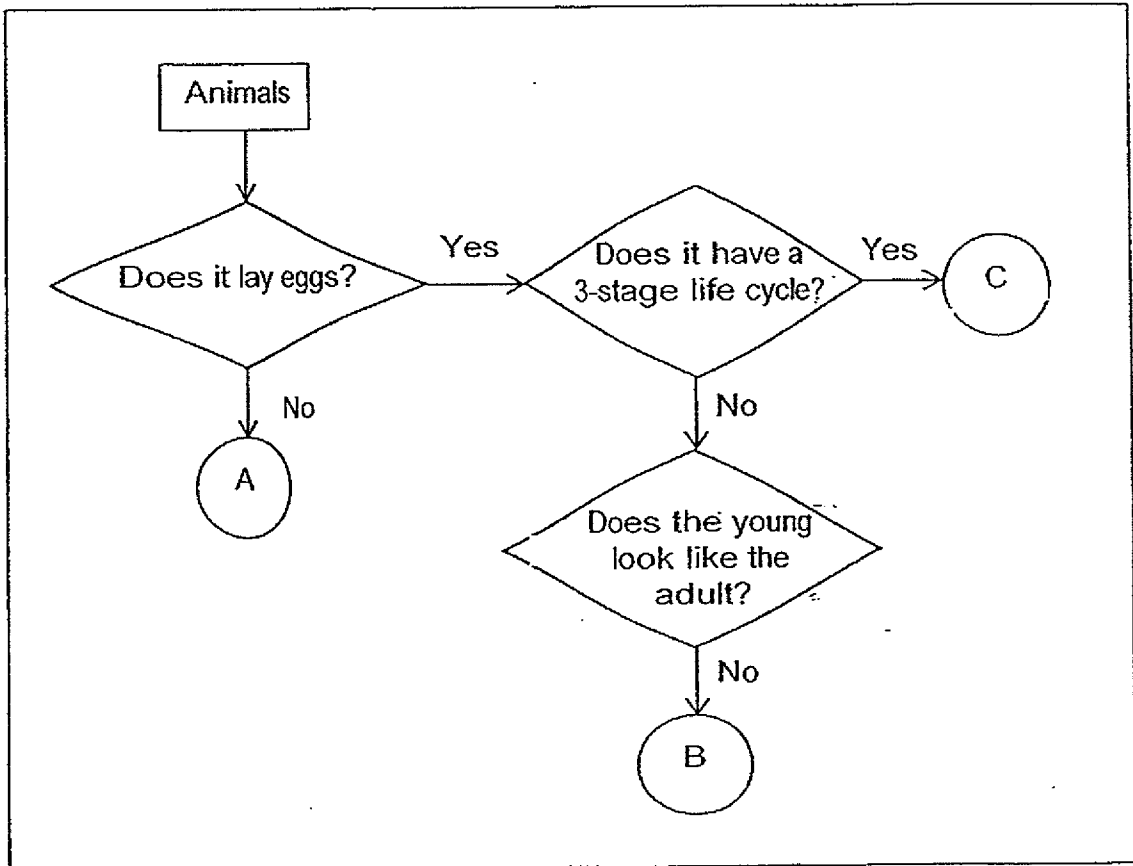 Animals
Does it lay eggs?
Yes
Does it have a
3-stage life cycle?
Yes
C
No
A
No
Does the young
look like the
adult?
No
B